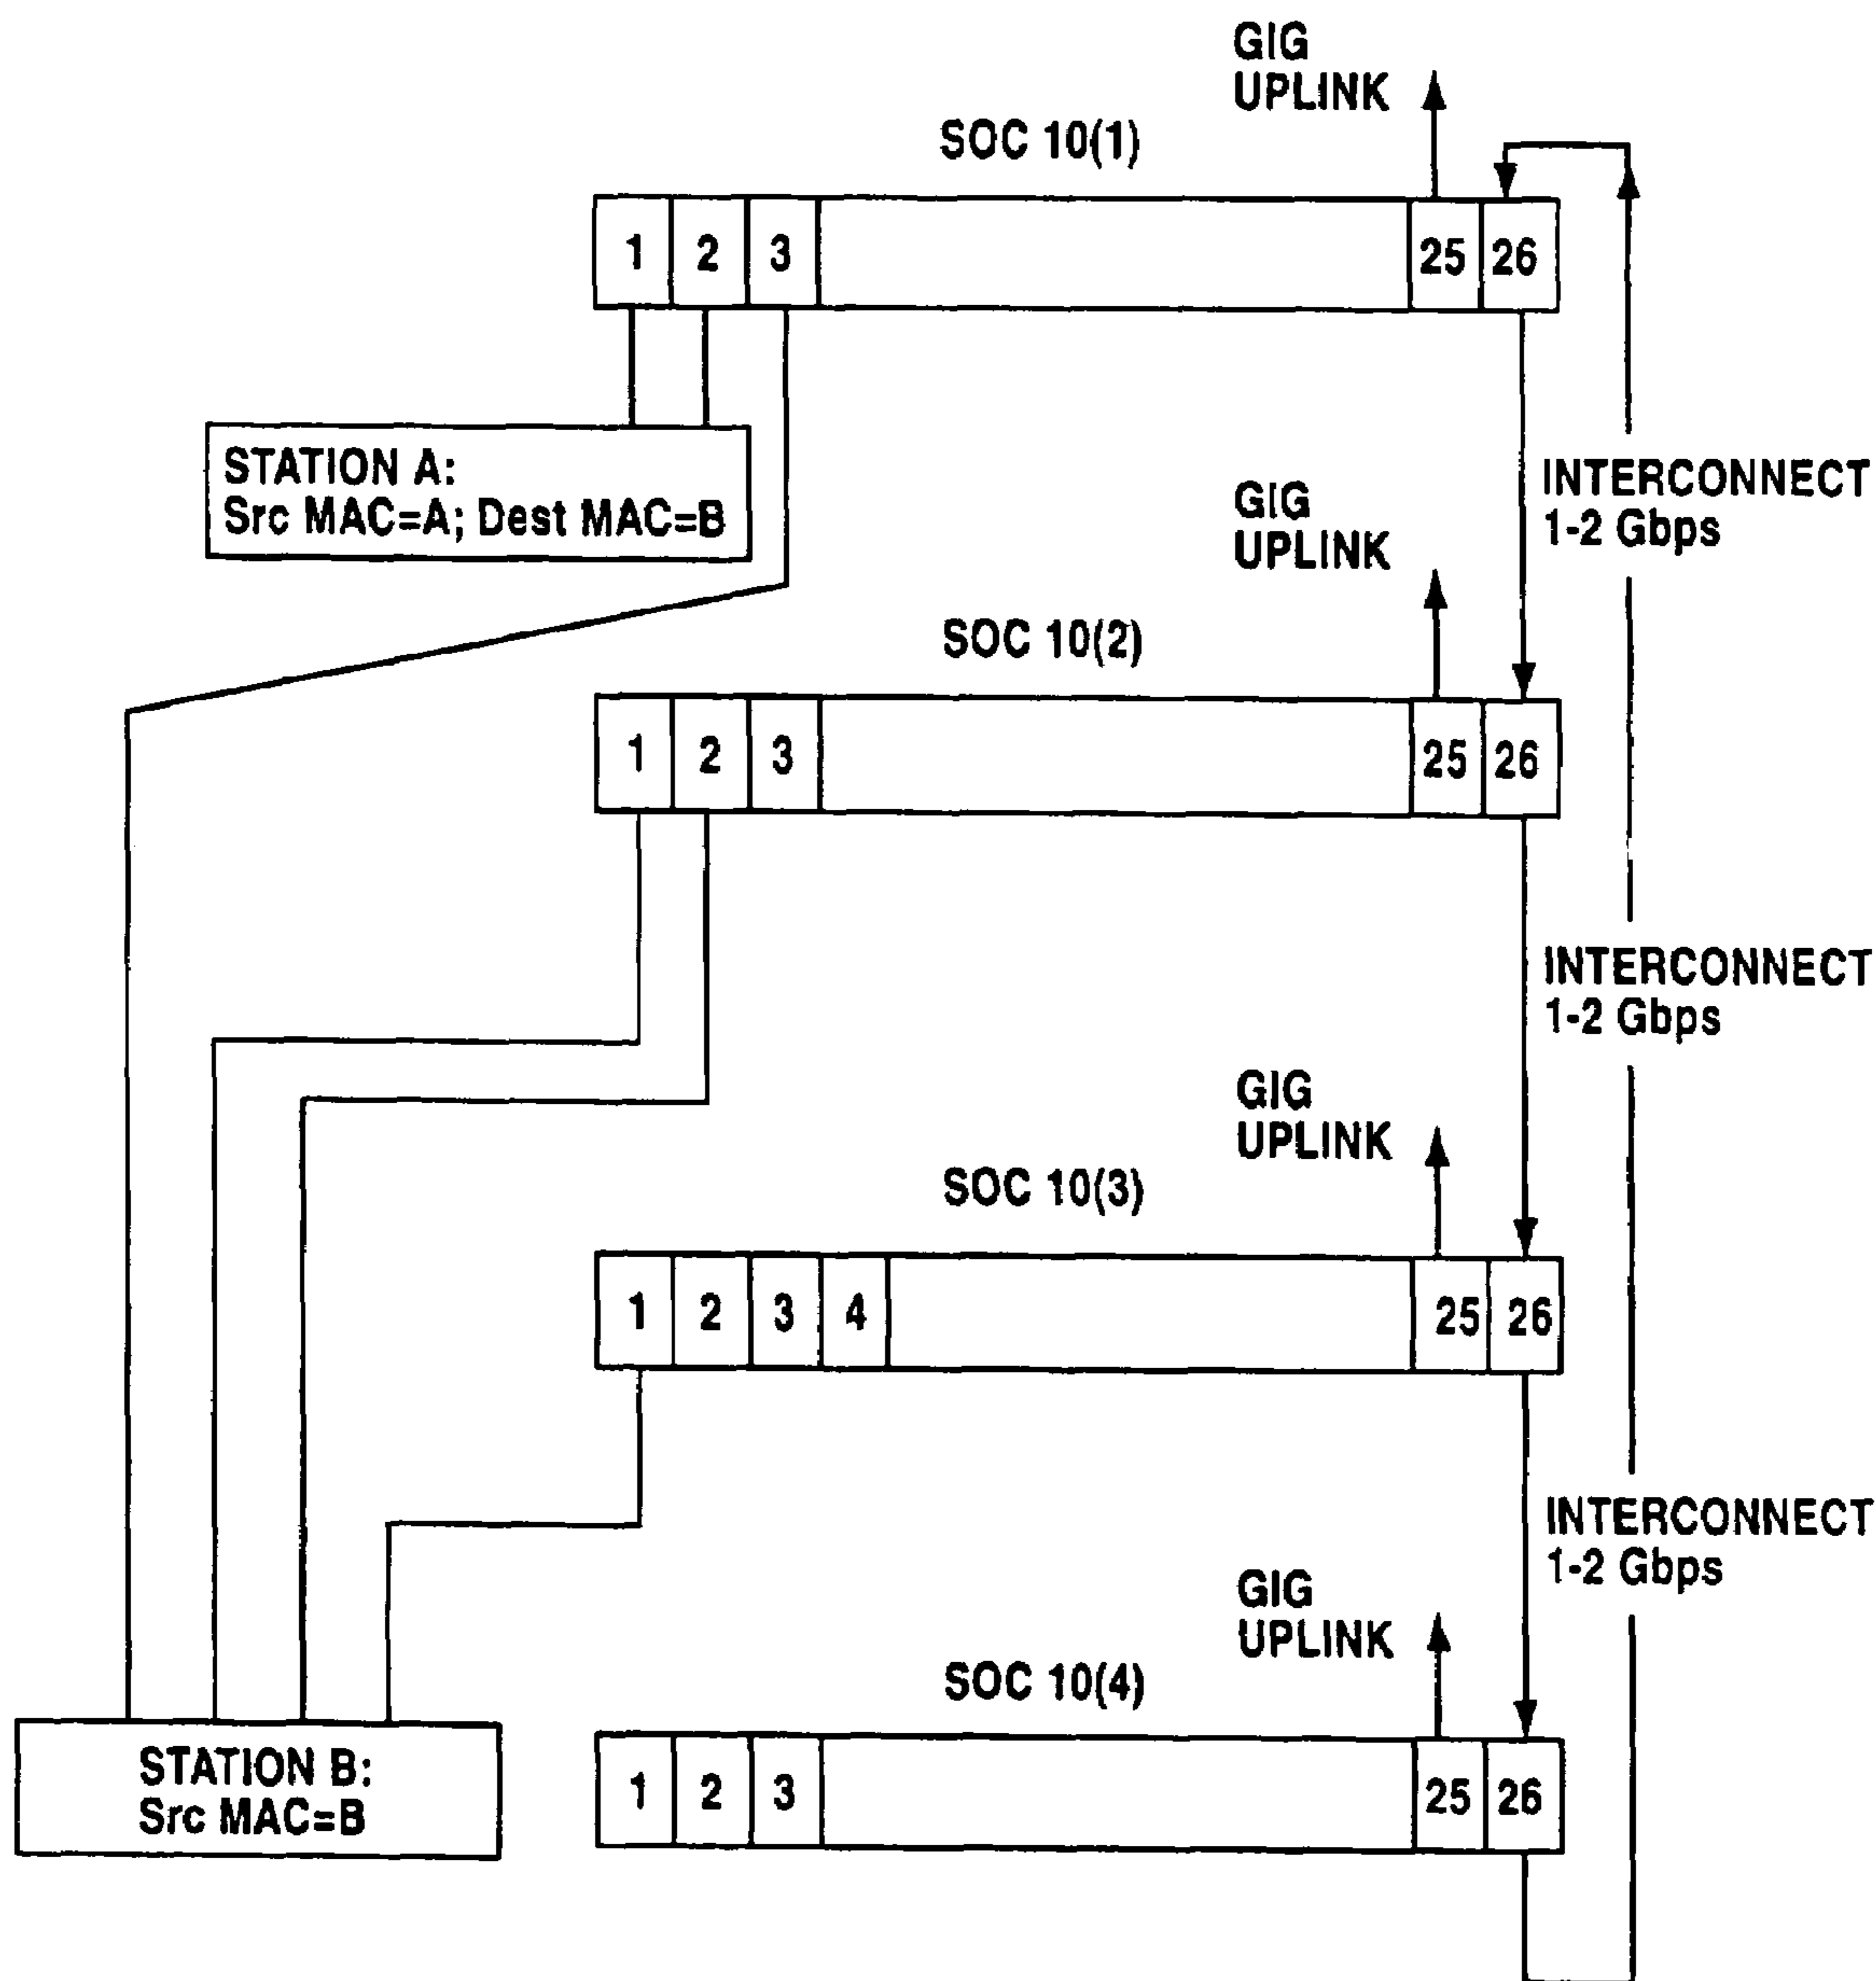 GIG
UPLINK
SOC 10(1)
1 2 3 25 26
STATION A:
Src MAC=A; Dest MAC=B
INTERCONNECT
1-2 Gbps
GIG
UPLINK
SOC 10(2)
1 2 3 25 26
INTERCONNECT
1-2 Gbps
GIG
UPLINK
SOC 10(3)
1 2 3 4 25 26
INTERCONNECT
1-2 Gbps
GIG
UPLINK
SOC 10(4)
STATION B:
Src MAC=B
1 2 3 25 26